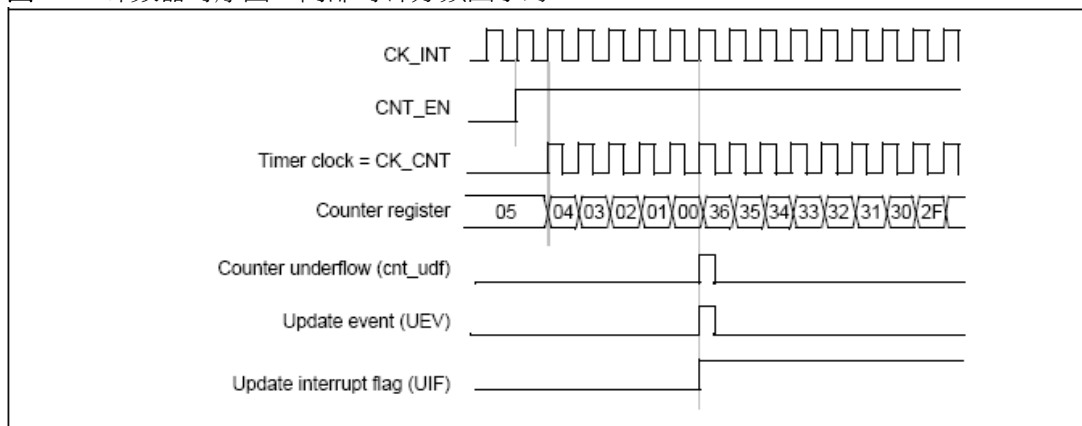 CK_INT
CNT_EN
Timer clock = CK_CNT
Counter register 05 04 03 02 01 00 36 35 34 33 32 31 30 2F
Counter underflow (cnt_udf)
Update event (UEV)
Update interrupt flag (UIF)